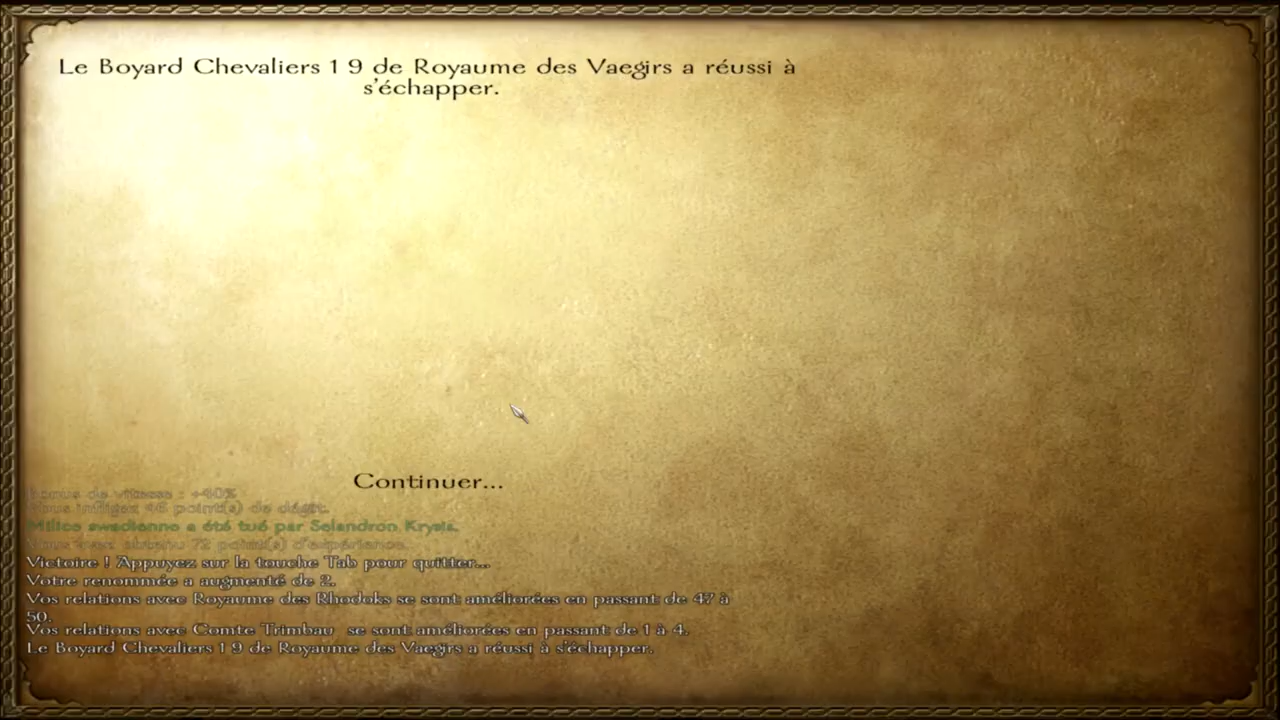 Le Boyard Chevaliers 1 9 de Royaume des Vaegirs a réussi à
s'échapper.
Continuer...
Bonus de vitesse : +40%
Vous infligez 46 point(s) de dégât.
Milice swadienne a été tué par Selandron Krysis.
Vous avez obtenu 72 point(s) d'expérience.
Victoire ! Appuyez sur la touche Tab pour quitter...
Votre renommée a augmenté de 2.
Vos relations avec Royaume des Rhodoks se sont améliorées en passant de 47 à
50.
Vos relations avec Comte Trimbau se sont améliorées en passant de 1 à 4.
Le Boyard Chevaliers 1 9 de Royaume des Vaegirs a réussi à s'échapper.